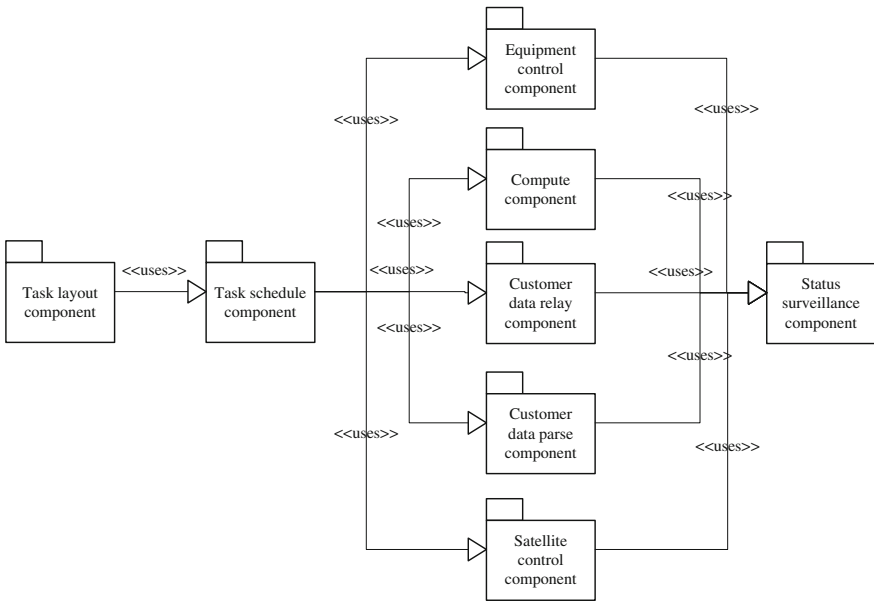 Equipment
control
component
<<uses>>
<<uses>>
Compute
component
<<uses>>
<<uses>>
<<uses>>
Task layout
component
<<uses>>
Task schedule
component
<<uses>>
Customer
data relay
component
<<uses>>
Status
surveillance
component
<<uses>>
<<uses>>
Customer
data parse
component
<<uses>>
<<uses>>
Satellite
control
component